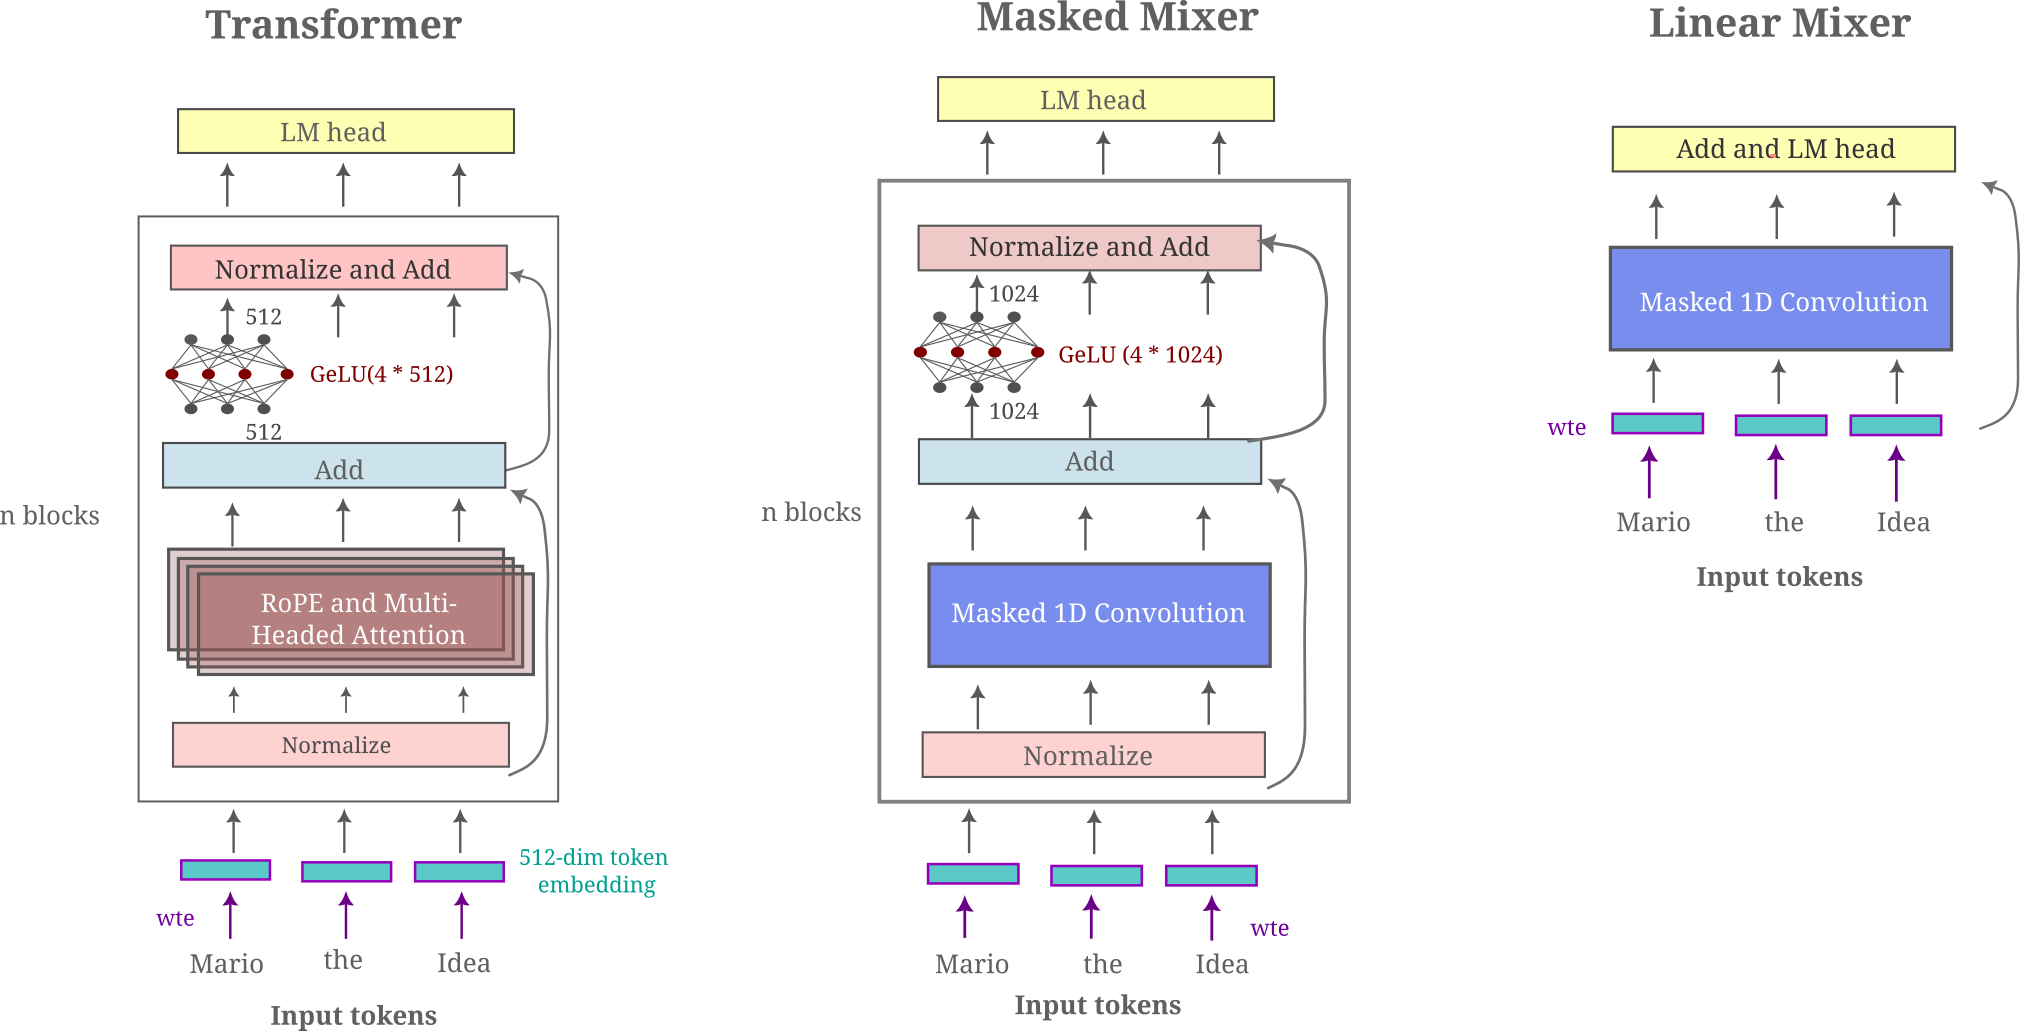 Transformer
LM head
Normalize and Add
512
GeLU(4 * 512)
512
Add
n blocks
RoPE and Multi-
Headed Attention
Normalize
512-dim token
embedding
wte
Mario the Idea
Input tokens
Masked Mixer
LM head
Normalize and Add
1024
GeLU (4 * 1024)
1024
Add
n blocks
Masked 1D Convolution
Normalize
wte
Mario the Idea
Input tokens
Linear Mixer
Add and LM head
Masked 1D Convolution
wte
Mario the Idea
Input tokens